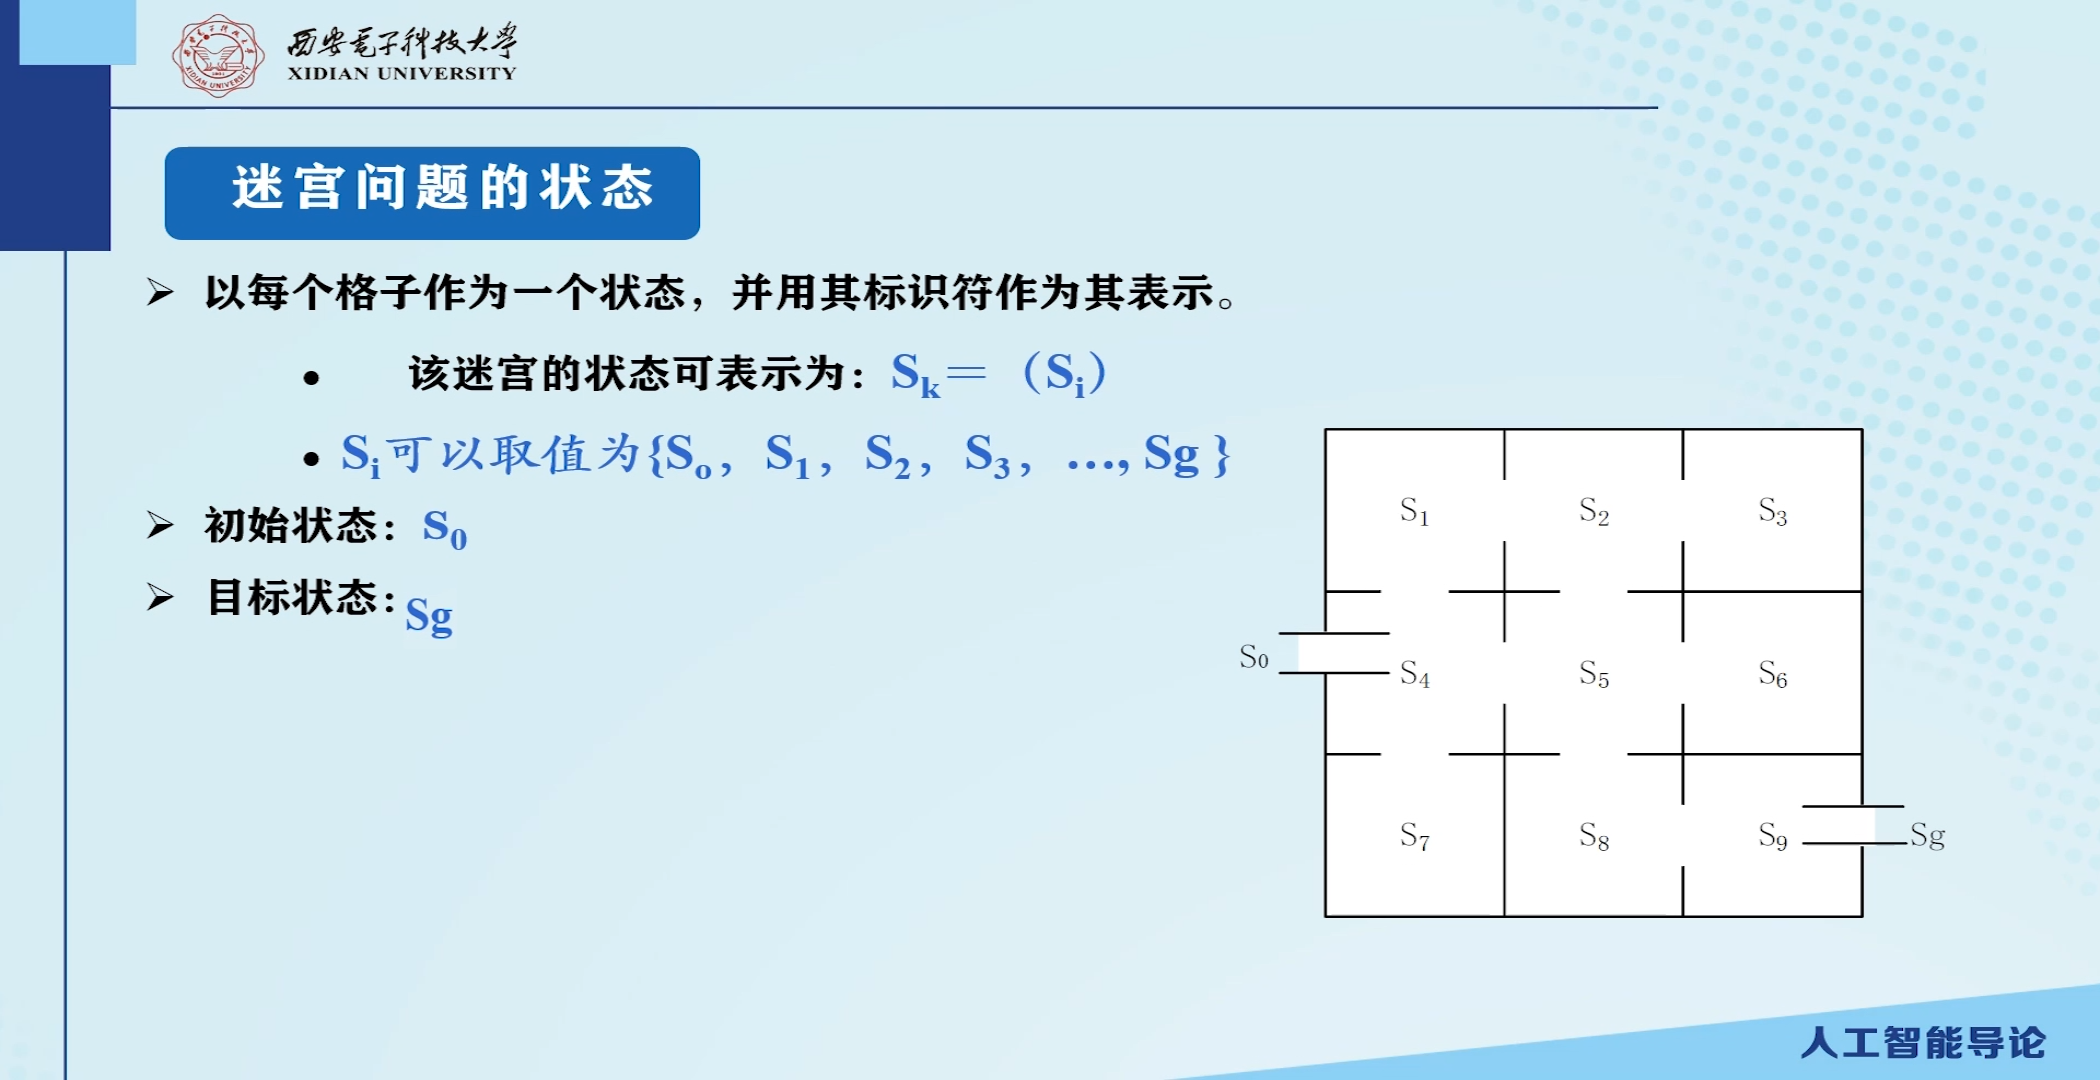 西安电子科技大学
XIDIAN UNIVERSITY
迷宫问题的状态
➢ 以每个格子作为一个状态，并用其标识符作为其表示。
• 该迷宫的状态可表示为：Sₖ＝（Sᵢ）
• Sᵢ可以取值为{Sₒ，S₁，S₂，S₃，…, Sg }
➢ 初始状态：S₀
➢ 目标状态：Sg
S₁ S₂ S₃
S₀ S₄ S₅ S₆
S₇ S₈ S₉ Sg
人工智能导论